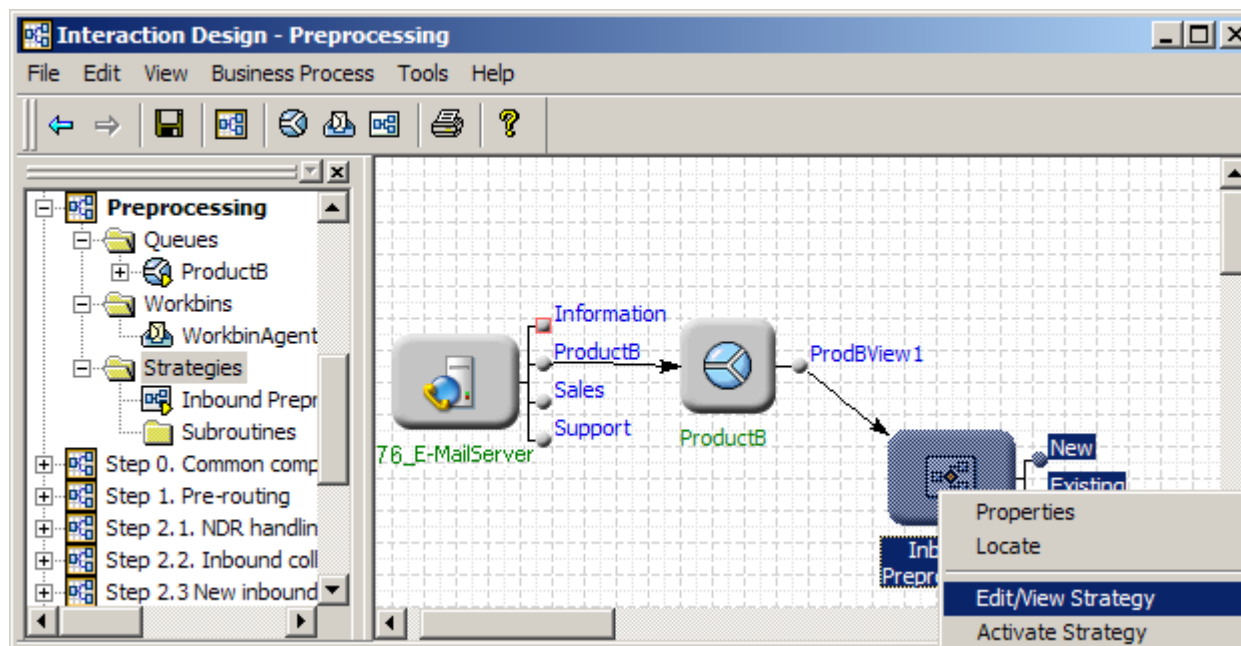 Interaction Design - Preprocessing
File Edit View Business Process Tools Help
Preprocessing
Queues
ProductB
Workbins
WorkbinAgent
Strategies
Inbound Prepr
Subroutines
Step 0. Common comp
Step 1. Pre-routing
Step 2.1. NDR handlin
Step 2.2. Inbound coll
Step 2.3 New inbound
Information
ProductB
Sales
Support
76_E-MailServer
ProductB
ProdBView1
New
Existing
Inb
Prepr
Properties
Locate
Edit/View Strategy
Activate Strategy